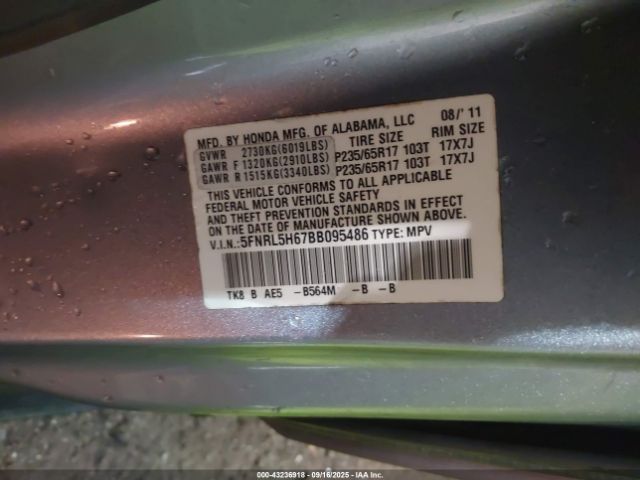 MFD. BY HONDA MFG. OF ALABAMA, LLC 08/'11
TIRE SIZE RIM SIZE
GVWR 2730KG(6019LBS)
GAWR F 1320KG(2910LBS) P235/65R17 103T 17X7J
GAWR R 1515KG(3340LBS) P235/65R17 103T 17X7J
THIS VEHICLE CONFORMS TO ALL APPLICABLE
FEDERAL MOTOR VEHICLE SAFETY
AND THEFT PREVENTION STANDARDS IN EFFECT
ON THE DATE OF MANUFACTURE SHOWN ABOVE.
V.I.N.: 5FNRL5H67BB095486 TYPE: MPV
TK8 B AE5 -B564M -B -B
000-43236918 - 09/16/2025 - IAA Inc.